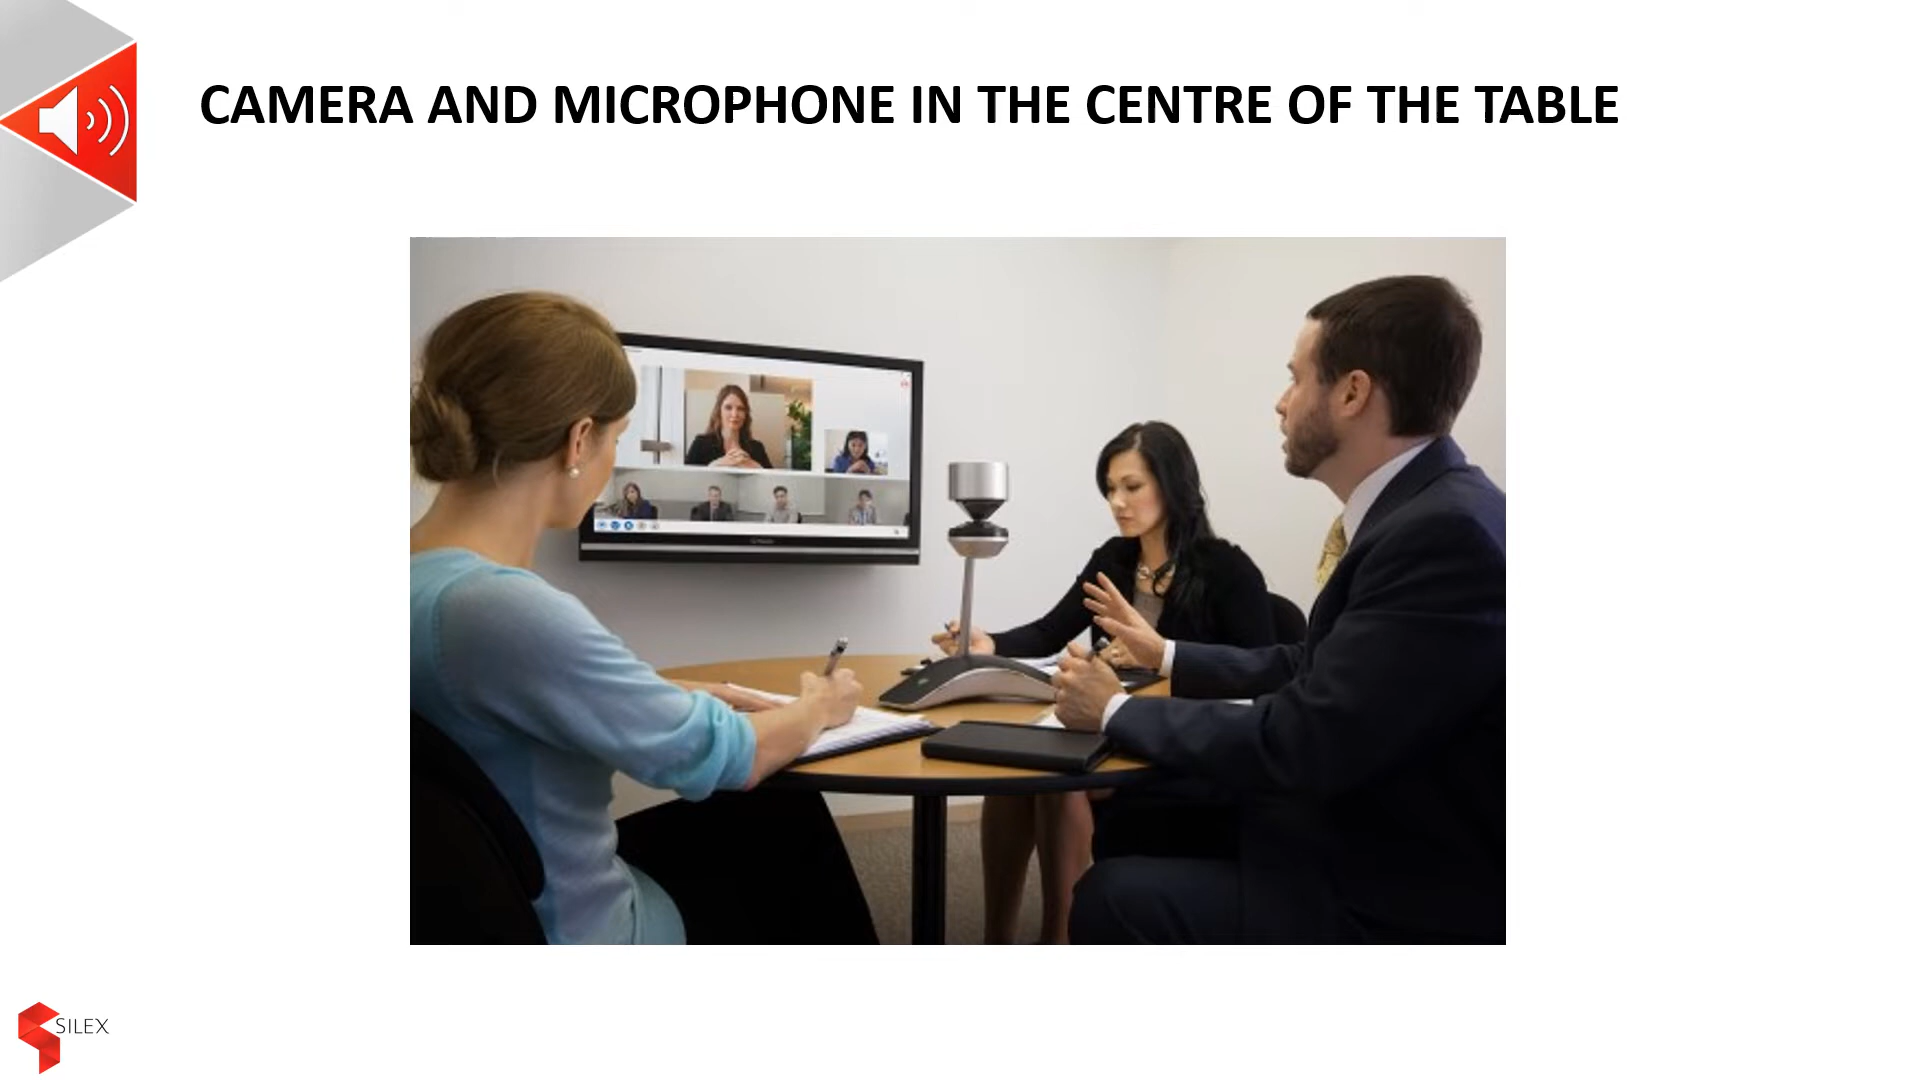 CAMERA AND MICROPHONE IN THE CENTRE OF THE TABLE
SILEX